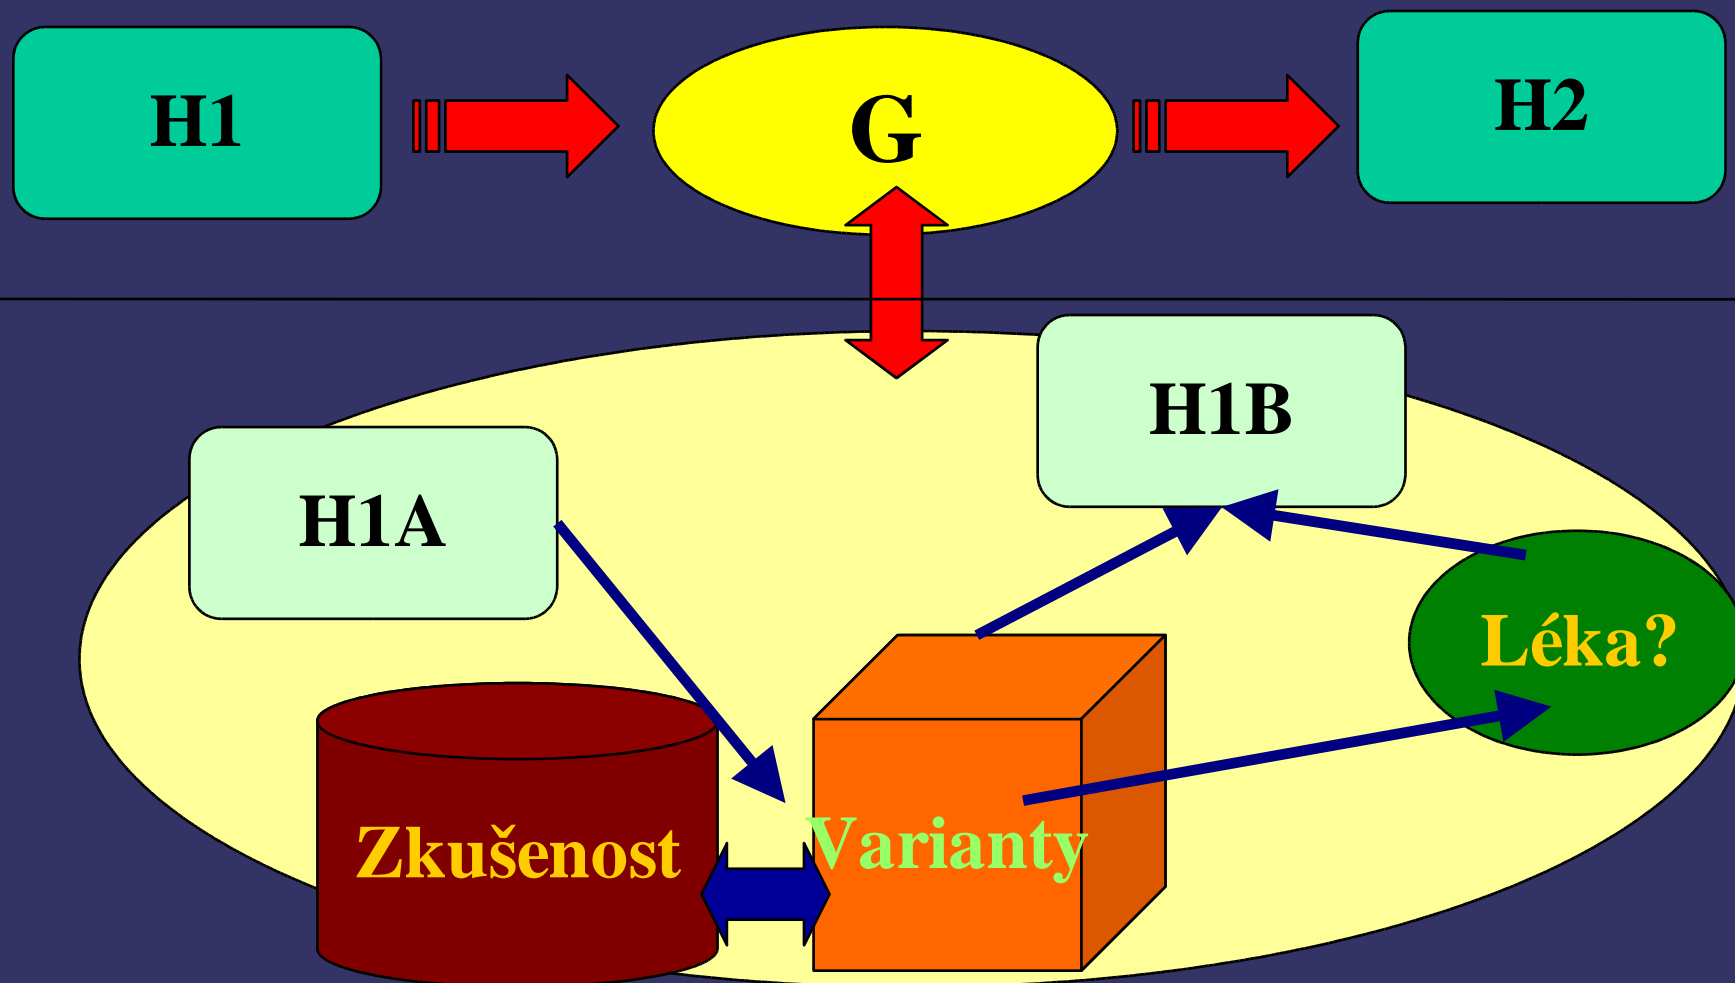 H1
G
H2
H1B
H1A
Léka?
Zkušenost
Varianty